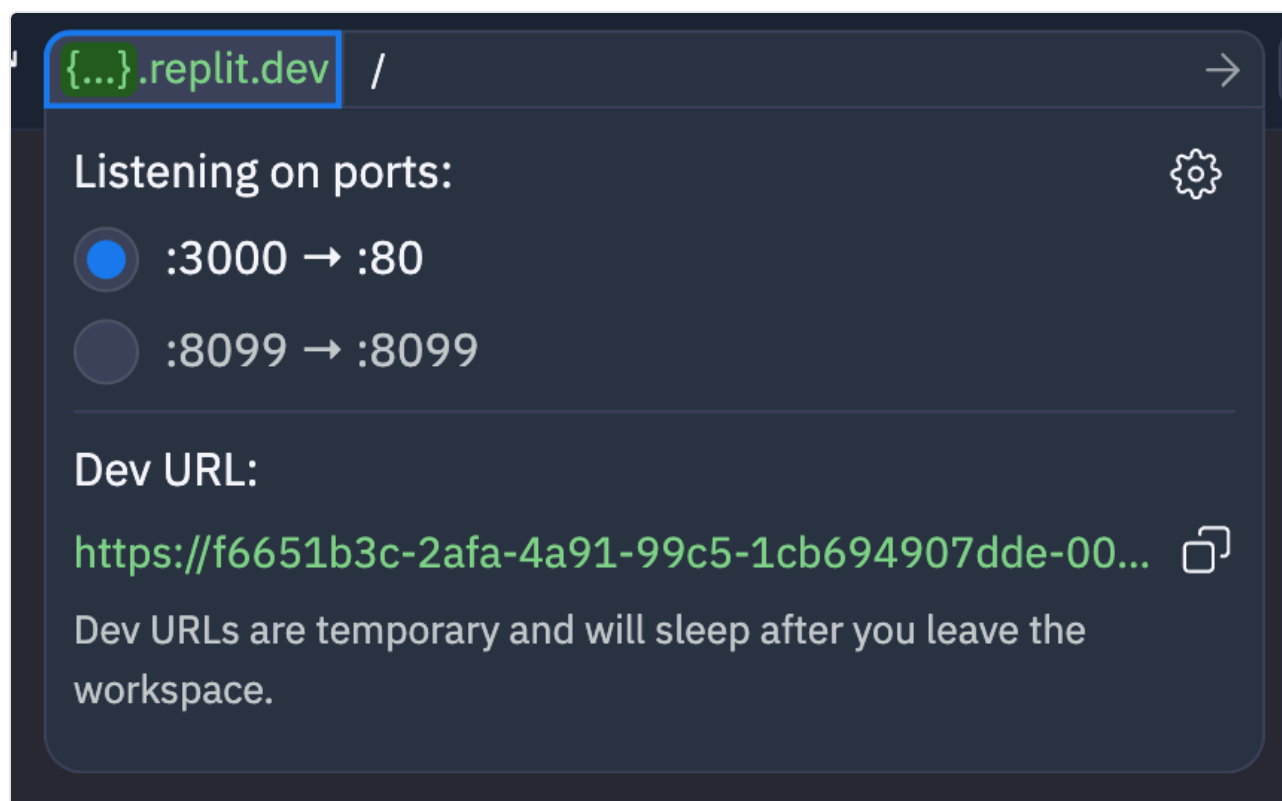 {...}.replit.dev /
Listening on ports:
:3000 → :80
:8099 → :8099
Dev URL:
https://f6651b3c-2afa-4a91-99c5-1cb694907dde-00...
Dev URLs are temporary and will sleep after you leave the
workspace.